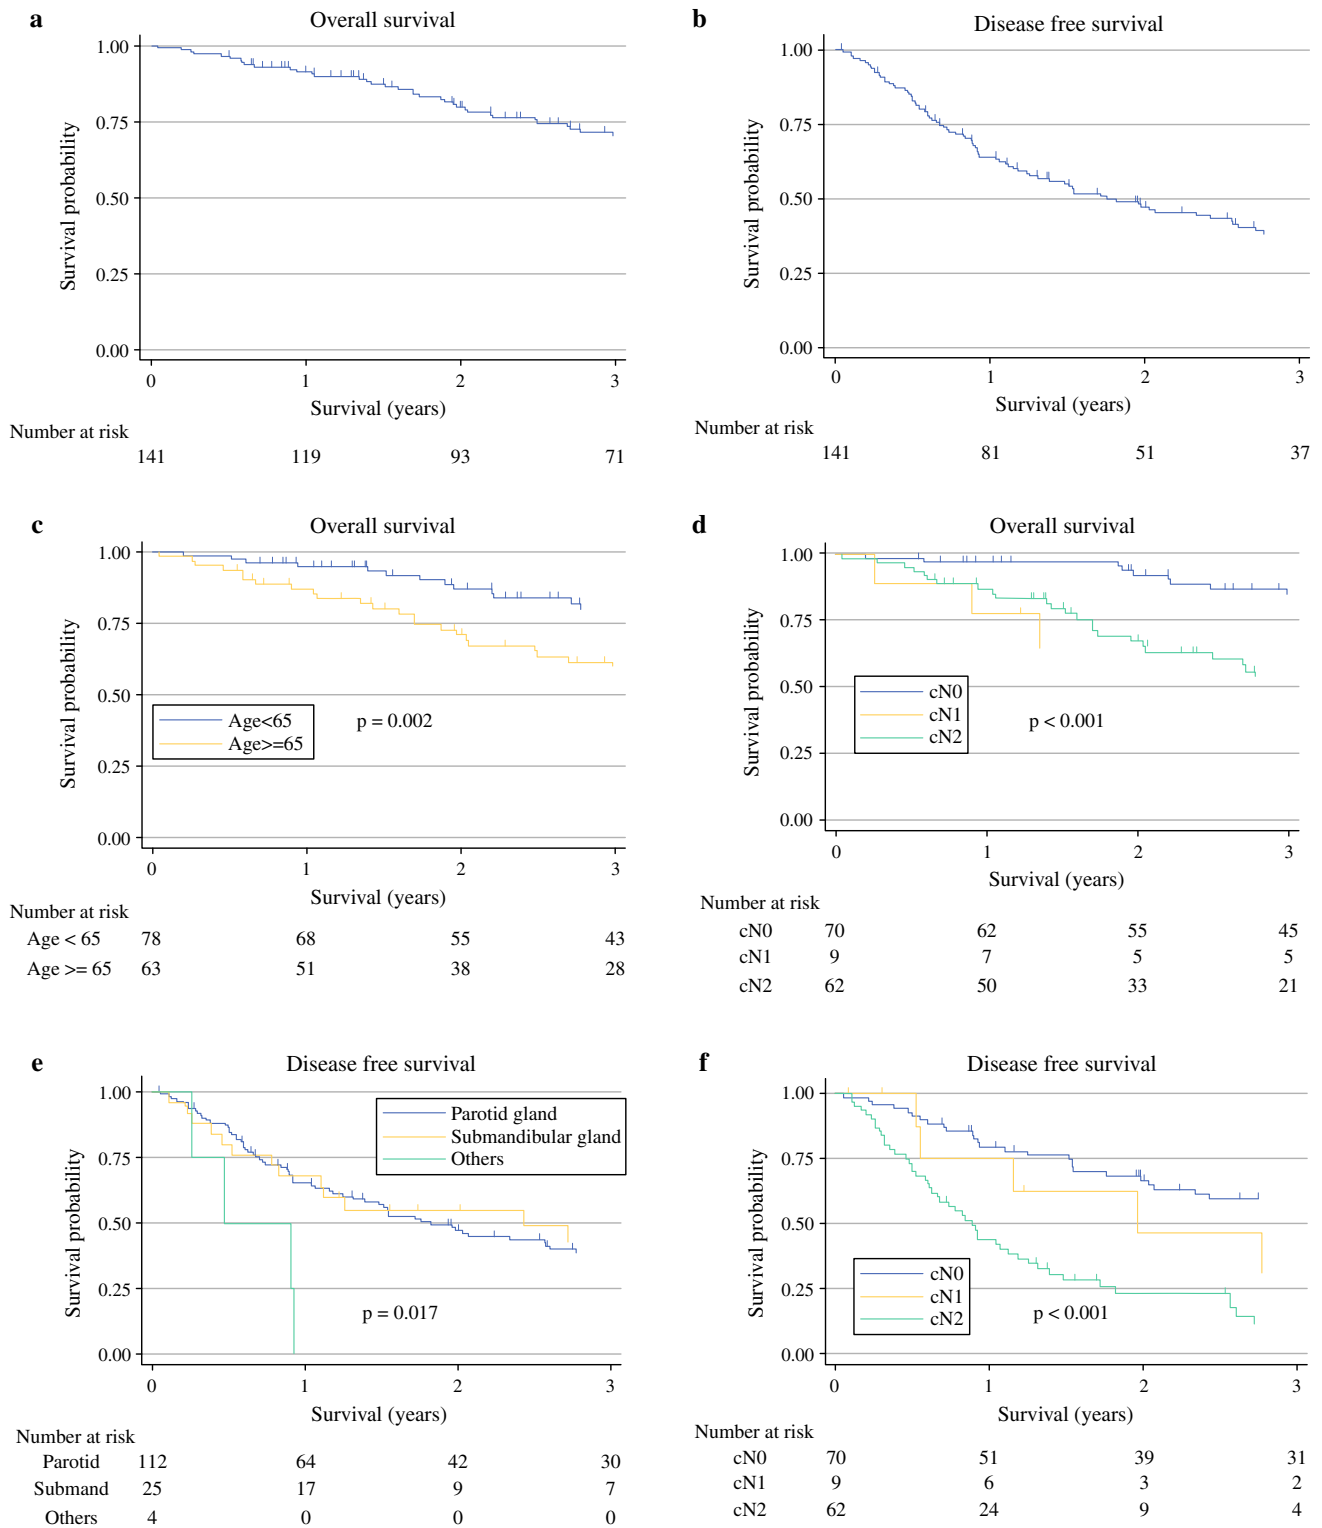 a
Overall survival
1.00
0.75
0.50
0.25
0.00
Survival probability
0 1 2 3
Survival (years)
Number at risk
141 119 93 71
b
Disease free survival
1.00
0.75
0.50
0.25
0.00
Survival probability
0 1 2 3
Survival (years)
Number at risk
141 81 51 37
c
Overall survival
1.00
0.75
0.50
0.25
0.00
Survival probability
Age<65
Age>=65
p = 0.002
0 1 2 3
Survival (years)
Number at risk
Age < 65 78 68 55 43
Age >= 65 63 51 38 28
d
Overall survival
1.00
0.75
0.50
0.25
0.00
Survival probability
cN0
cN1
cN2
p < 0.001
0 1 2 3
Survival (years)
Number at risk
cN0 70 62 55 45
cN1 9 7 5 5
cN2 62 50 33 21
e
Disease free survival
1.00
0.75
0.50
0.25
0.00
Survival probability
Parotid gland
Submandibular gland
Others
p = 0.017
0 1 2 3
Survival (years)
Number at risk
Parotid 112 64 42 30
Submand 25 17 9 7
Others 4 0 0 0
f
Disease free survival
1.00
0.75
0.50
0.25
0.00
Survival probability
cN0
cN1
cN2
p < 0.001
0 1 2 3
Survival (years)
Number at risk
cN0 70 51 39 31
cN1 9 6 3 2
cN2 62 24 9 4